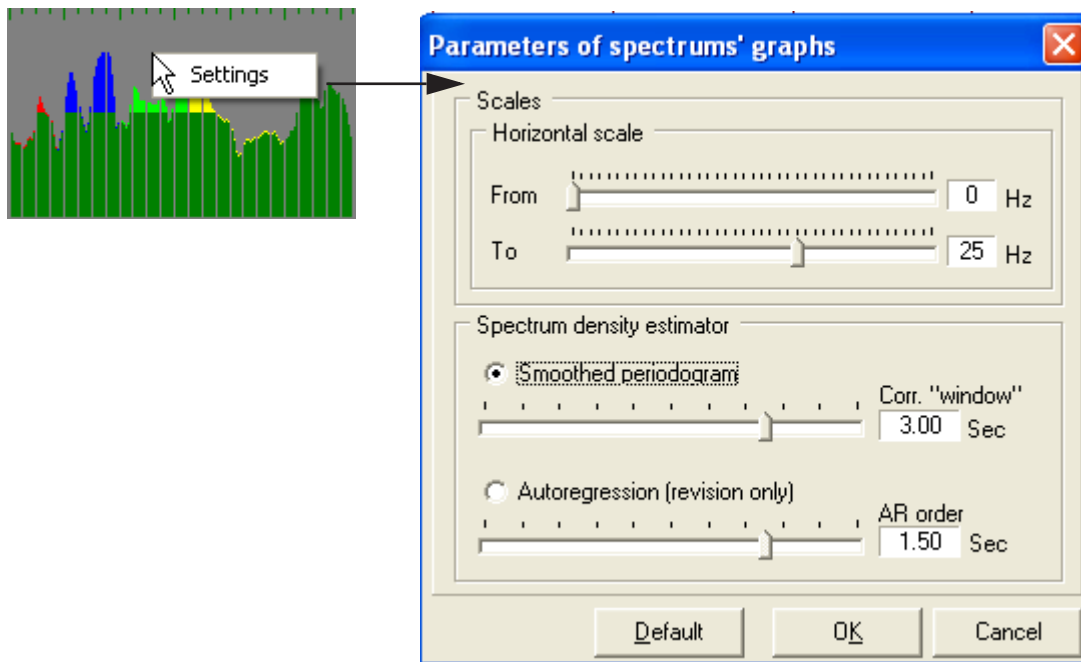 Settings
Parameters of spectrums' graphs
Scales
Horizontal scale
From 0 Hz
To 25 Hz
Spectrum density estimator
Smoothed periodogram
Corr. "window"
3.00 Sec
Autoregression (revision only)
AR order
1.50 Sec
Default OK Cancel